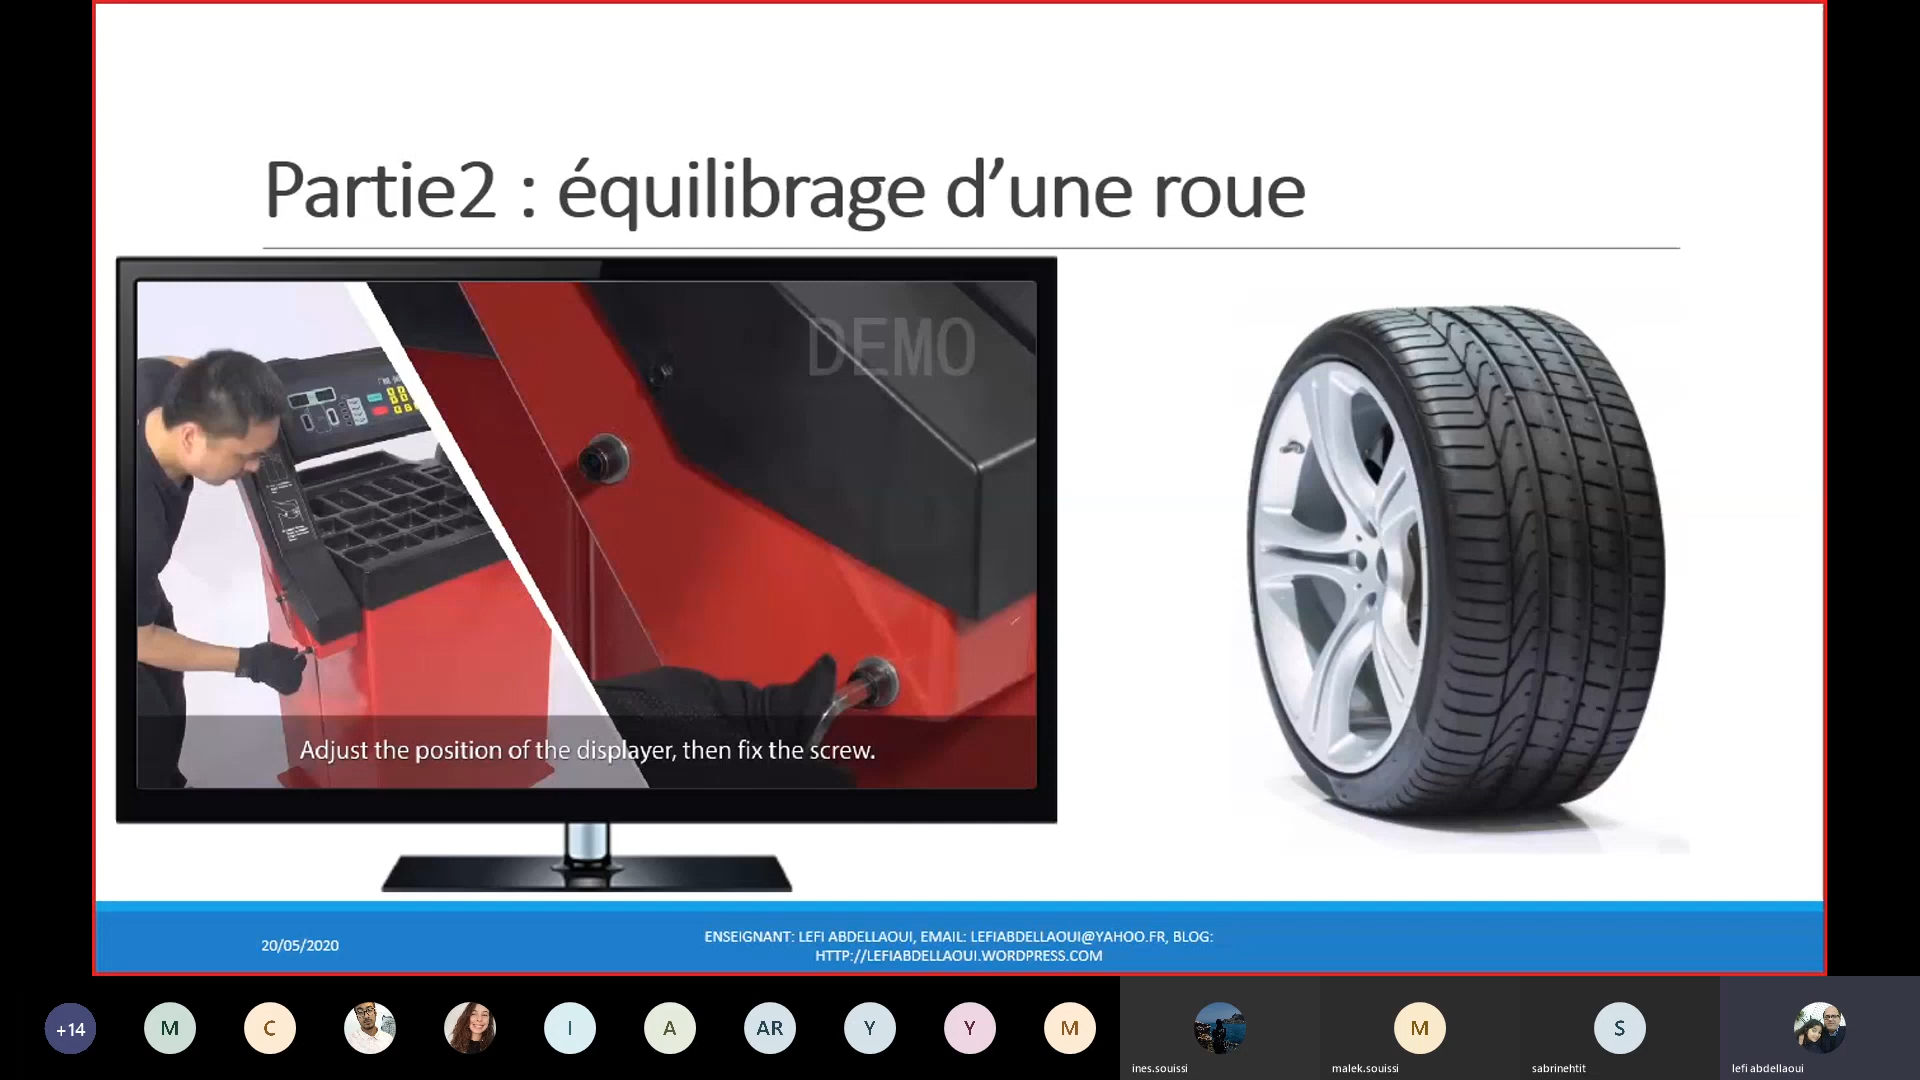 Partie2 : équilibrage d’une roue
DEMO
Adjust the position of the displayer, then fix the screw.
20/05/2020
ENSEIGNANT: LEFI ABDELLAOUI, EMAIL: LEFIABDELLAOUI@YAHOO.FR, BLOG:
HTTP://LEFIABDELLAOUI.WORDPRESS.COM
+14
M
C
I
A
AR
Y
Y
M
M
S
ines.souissi
malek.souissi
sabrinehtit
lefi abdellaoui